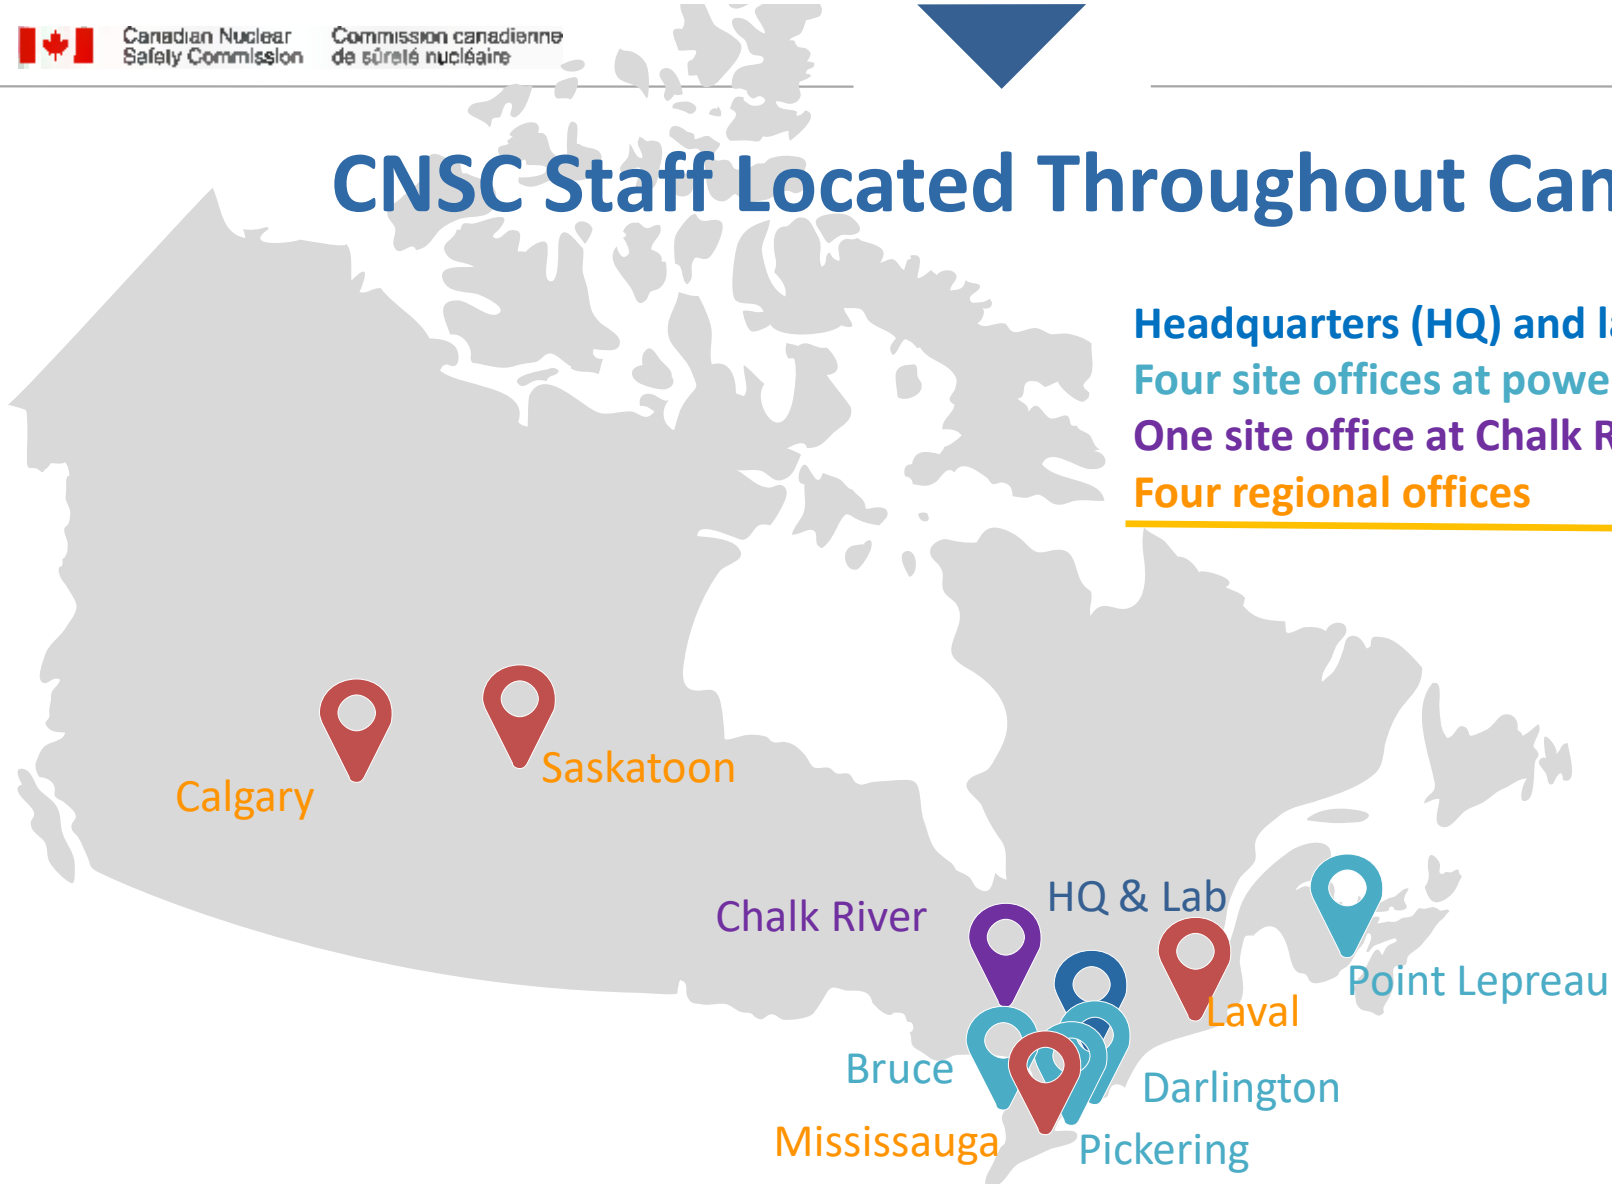 Canadian Nuclear Safety Commission
Commission canadienne de sûreté nucléaire
CNSC Staff Located Throughout Can
Headquarters (HQ) and la
Four site offices at powe
One site office at Chalk R
Four regional offices
Saskatoon
Calgary
HQ & Lab
Chalk River
Point Lepreau
Laval
Bruce
Darlington
Mississauga
Pickering